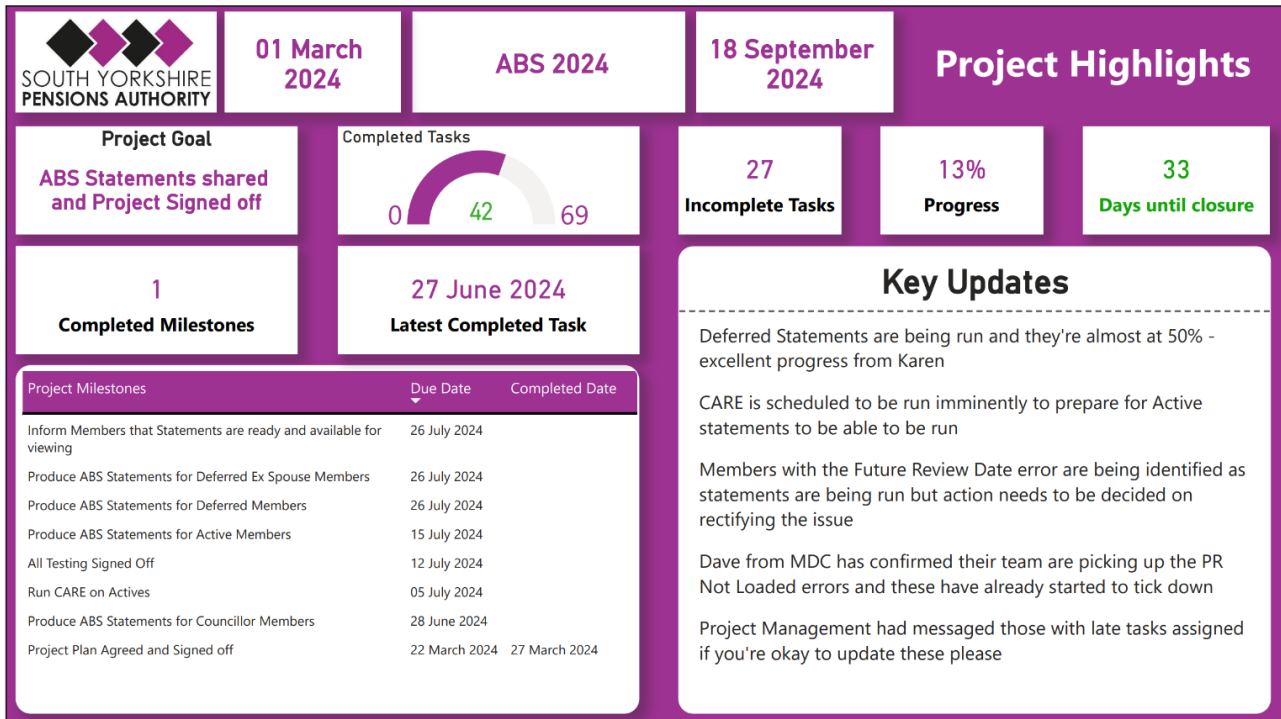 SOUTH YORKSHIRE
PENSIONS AUTHORITY
01 March
2024
ABS 2024
18 September
2024
Project Highlights
Project Goal
ABS Statements shared
and Project Signed off
Completed Tasks
0
42
69
27
Incomplete Tasks
13%
Progress
33
Days until closure
1
Completed Milestones
27 June 2024
Latest Completed Task
Project Milestones Due Date Completed Date
Inform Members that Statements are ready and available for 26 July 2024
viewing
Produce ABS Statements for Deferred Ex Spouse Members 26 July 2024
Produce ABS Statements for Deferred Members 26 July 2024
Produce ABS Statements for Active Members 15 July 2024
All Testing Signed Off 12 July 2024
Run CARE on Actives 05 July 2024
Produce ABS Statements for Councillor Members 28 June 2024
Project Plan Agreed and Signed off 22 March 2024 27 March 2024
Key Updates
Deferred Statements are being run and they're almost at 50% -
excellent progress from Karen
CARE is scheduled to be run imminently to prepare for Active
statements to be able to be run
Members with the Future Review Date error are being identified as
statements are being run but action needs to be decided on
rectifying the issue
Dave from MDC has confirmed their team are picking up the PR
Not Loaded errors and these have already started to tick down
Project Management had messaged those with late tasks assigned
if you're okay to update these please